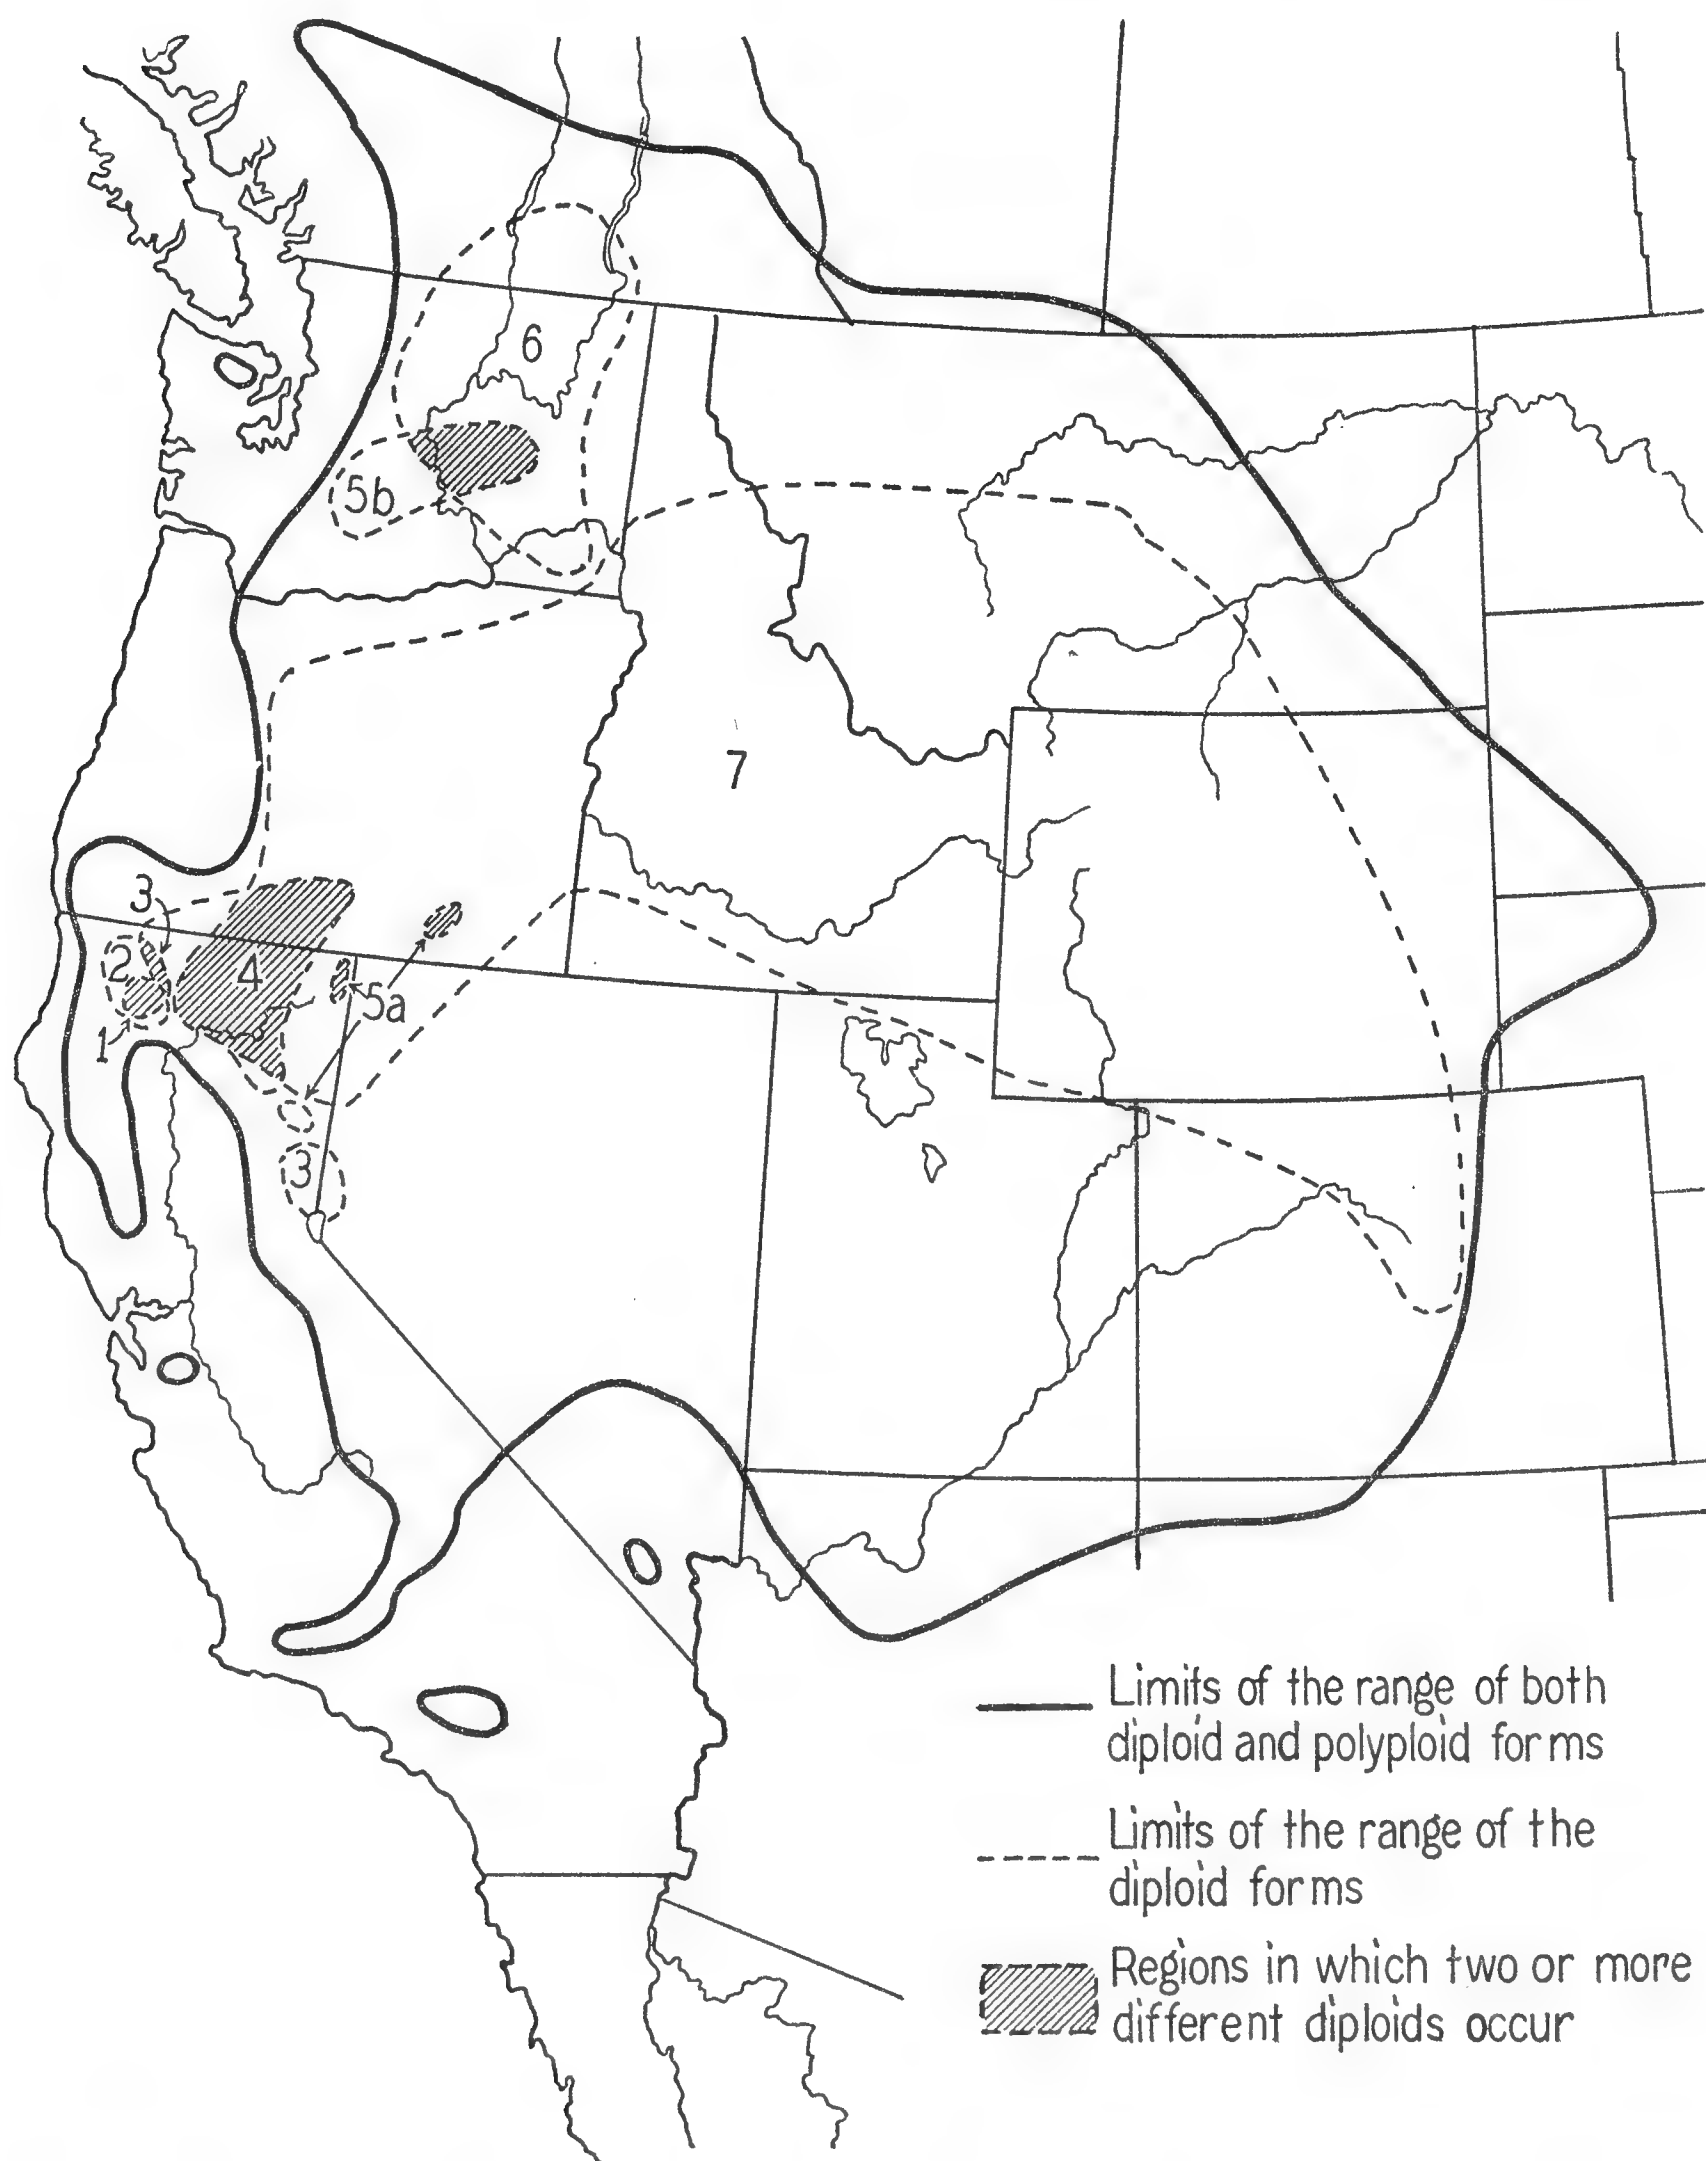 6
5b
7
3
2
4
5a
1
3
Limits of the range of both
diploid and polyploid forms
Limits of the range of the
diploid forms
Regions in which two or more
different diploids occur